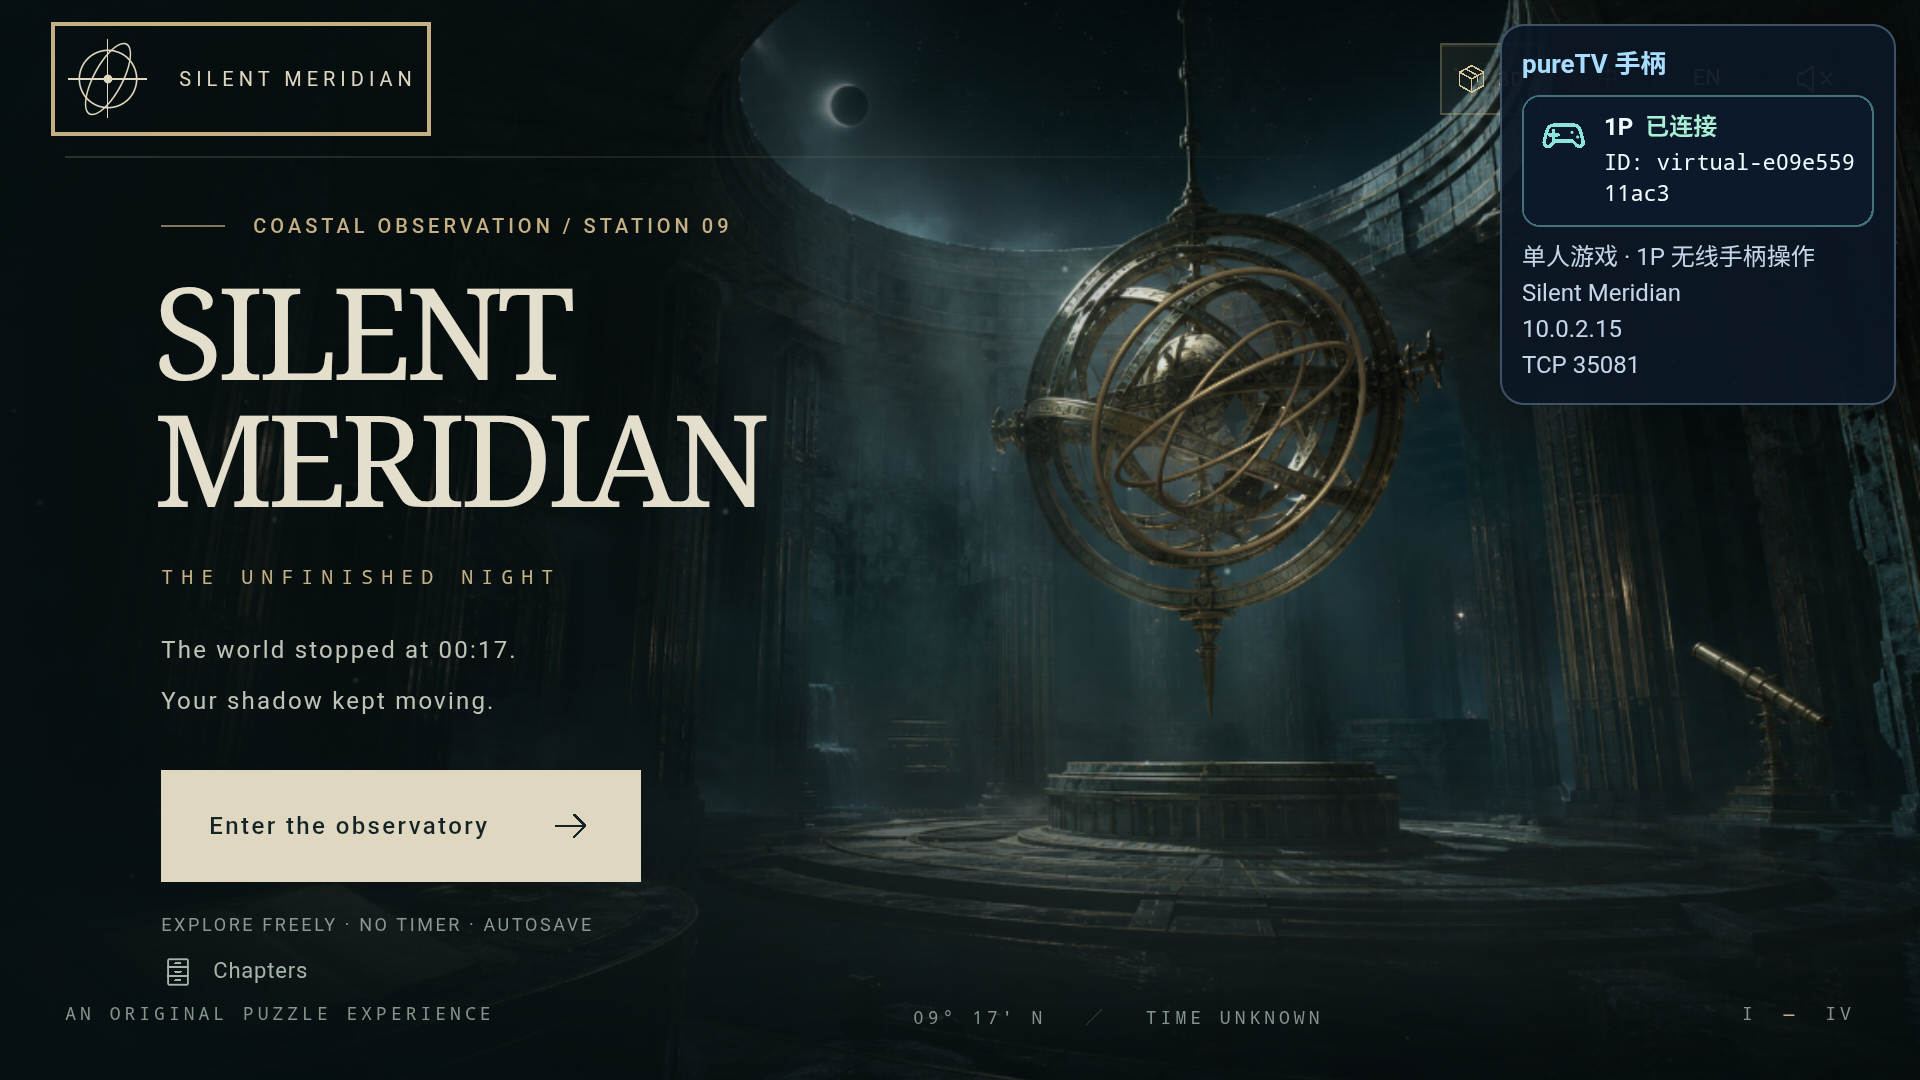 SILENT MERIDIAN
EN
pureTV 手柄
1P 已连接
ID: virtual-e09e559
11ac3
单人游戏 · 1P 无线手柄操作
Silent Meridian
10.0.2.15
TCP 35081
COASTAL OBSERVATION / STATION 09
SILENT
MERIDIAN
THE UNFINISHED NIGHT
The world stopped at 00:17.
Your shadow kept moving.
Enter the observatory
EXPLORE FREELY · NO TIMER · AUTOSAVE
Chapters
AN ORIGINAL PUZZLE EXPERIENCE
09° 17' N / TIME UNKNOWN
I — IV